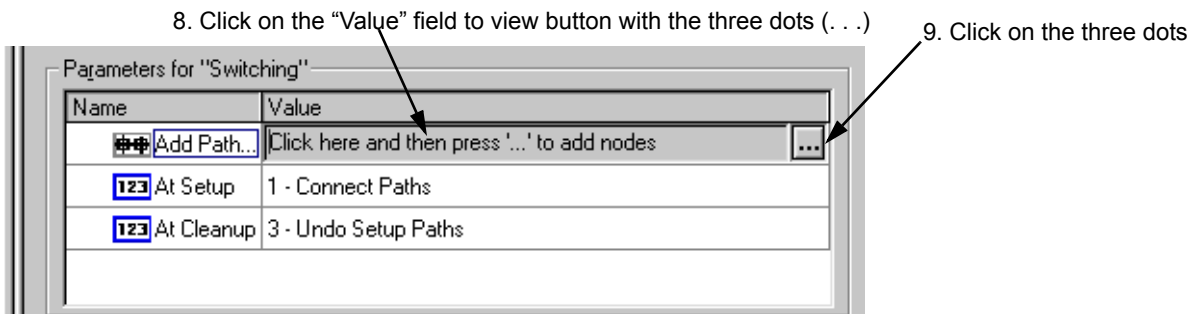 8. Click on the “Value” field to view button with the three dots (. . .)
9. Click on the three dots
Parameters for "Switching"
Name Value
Add Path... Click here and then press '...' to add nodes ...
123 At Setup 1 - Connect Paths
123 At Cleanup 3 - Undo Setup Paths